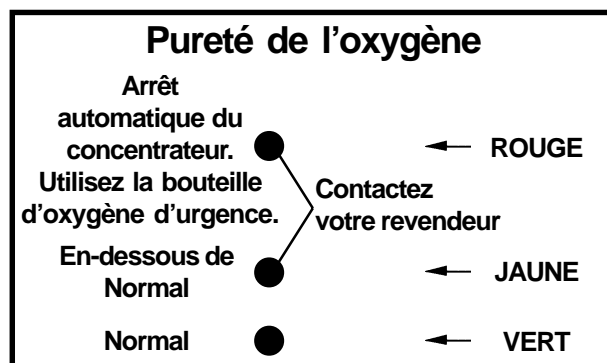 Pureté de l'oxygène
Arrêt
automatique du
concentrateur.
Utilisez la bouteille
d'oxygène d'urgence.
ROUGE
Contactez
votre revendeur
En-dessous de
Normal
JAUNE
Normal
VERT